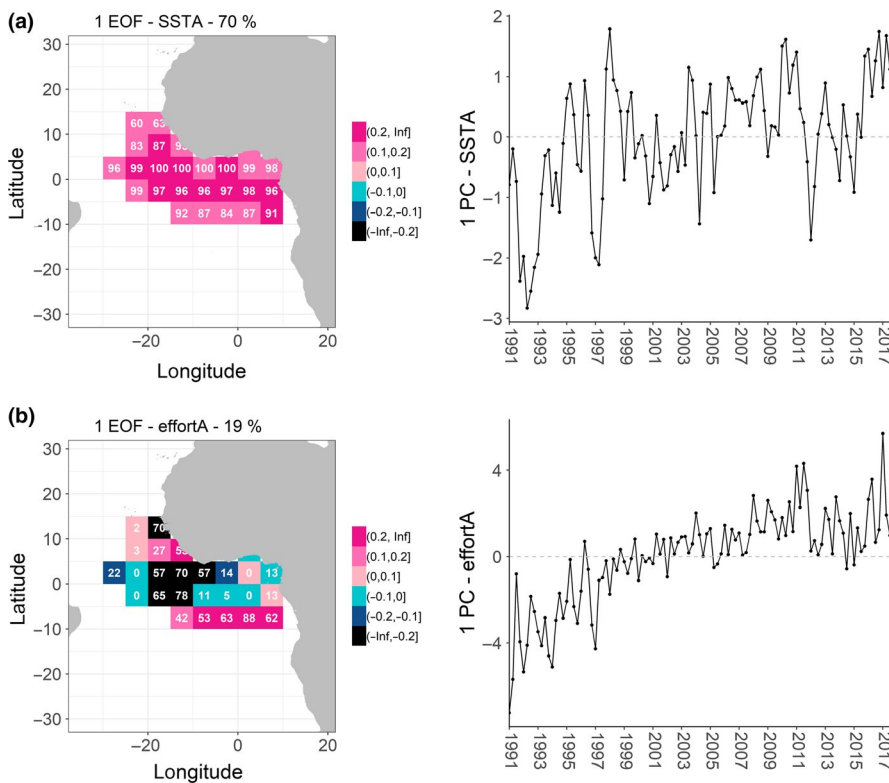 (a)
1 EOF - SSTA - 70 %
30
20
10
0
−10
−20
−30
Latitude
60 63
83 87
96 99 100 100 100 100 99 98
99 97 96 96 97 98 96
92 87 84 87 91
−20 0 20
Longitude
(0.2, Inf]
(0.1,0.2]
(0,0.1]
(−0.1,0]
(−0.2,−0.1]
(−Inf,−0.2]
1 PC - SSTA
2
1
0
−1
−2
−3
1991 1993 1995 1997 1999 2001 2003 2005 2007 2009 2011 2013 2015 2017
(b)
1 EOF - effortA - 19 %
30
20
10
0
−10
−20
−30
Latitude
2 70
3 27
22 0 57 70 57 14 0 13
0 65 78 11 5 0 13
42 53 63 88 62
−20 0 20
Longitude
(0.2, Inf]
(0.1,0.2]
(0,0.1]
(−0.1,0]
(−0.2,−0.1]
(−Inf,−0.2]
1 PC - effortA
4
0
−4
1991 1993 1995 1997 1999 2001 2003 2005 2007 2009 2011 2013 2015 2017